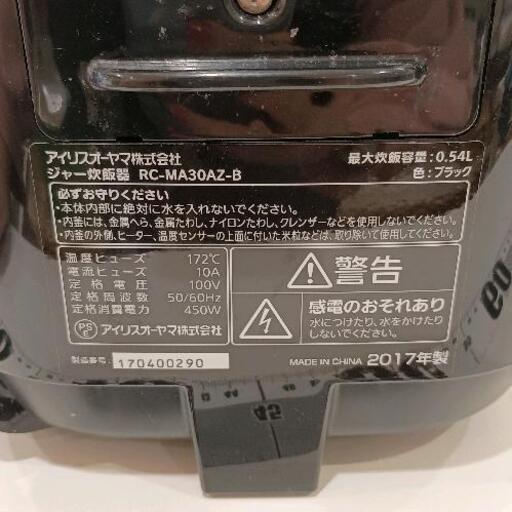 アイリスオーヤマ株式会社
ジャー炊飯器 RC-MA30AZ-B
最大炊飯容量:0.54L
色:ブラック
必ずお守りください
・本体内部に絶対に水を入れないでください。
・内釜には、金属へら、金属たわし、ナイロンたわし、クレンザーなどを使用しないでください。
・内釜の外側、ヒーター、温度センサーの上面に付いた米粒などは、取り除いて使用してください。
温度ヒューズ 172℃
電流ヒューズ 10A
定格電圧 100V
定格周波数 50/60Hz
定格消費電力 450W
PS
E
アイリスオーヤマ株式会社
警告
感電のおそれあり
水につけたり、水をかけたり
しないでください。
製造番号: 170400290
MADE IN CHINA 2017年製